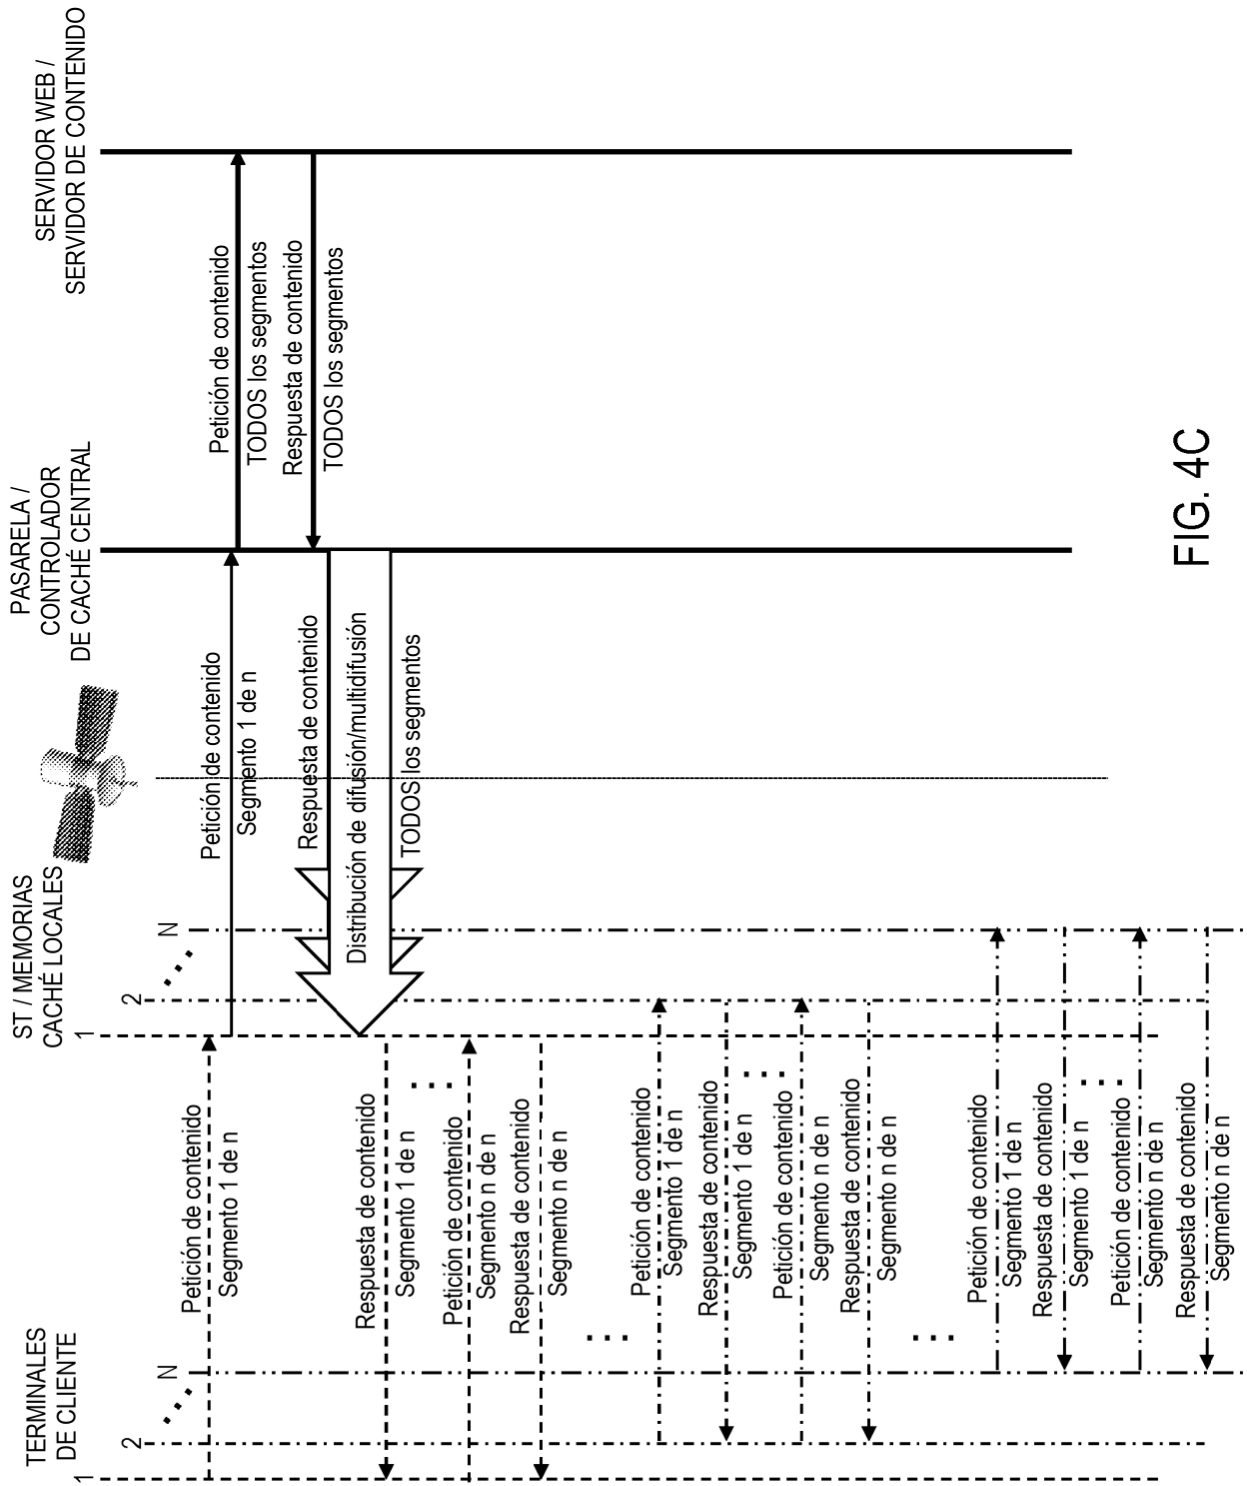 TERMINALES
DE CLIENTE
1
2
N
ST / MEMORIAS
CACHÉ LOCALES
1
2
N
PASARELA /
CONTROLADOR
DE CACHÉ CENTRAL
SERVIDOR WEB /
SERVIDOR DE CONTENIDO
Petición de contenido
Segmento 1 de n
Petición de contenido
Segmento 1 de n
Petición de contenido
TODOS los segmentos
Respuesta de contenido
TODOS los segmentos
Respuesta de contenido
Distribución de difusión/multidifusión
TODOS los segmentos
Respuesta de contenido
Segmento 1 de n
Petición de contenido
Segmento n de n
Respuesta de contenido
Segmento n de n
Petición de contenido
Segmento 1 de n
Respuesta de contenido
Segmento 1 de n
Petición de contenido
Segmento n de n
Respuesta de contenido
Segmento n de n
Petición de contenido
Segmento 1 de n
Respuesta de contenido
Segmento 1 de n
Petición de contenido
Segmento n de n
Respuesta de contenido
Segmento n de n
FIG. 4C